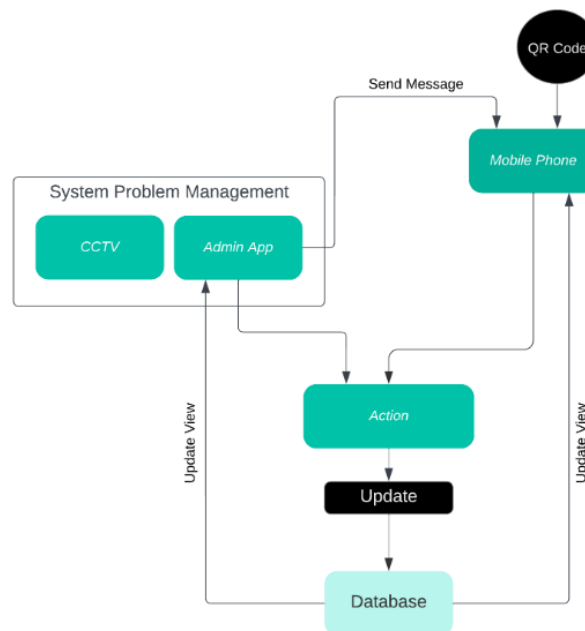 QR Code
Send Message
Mobile Phone
System Problem Management
CCTV
Admin App
Action
Update View
Update View
Update
Database